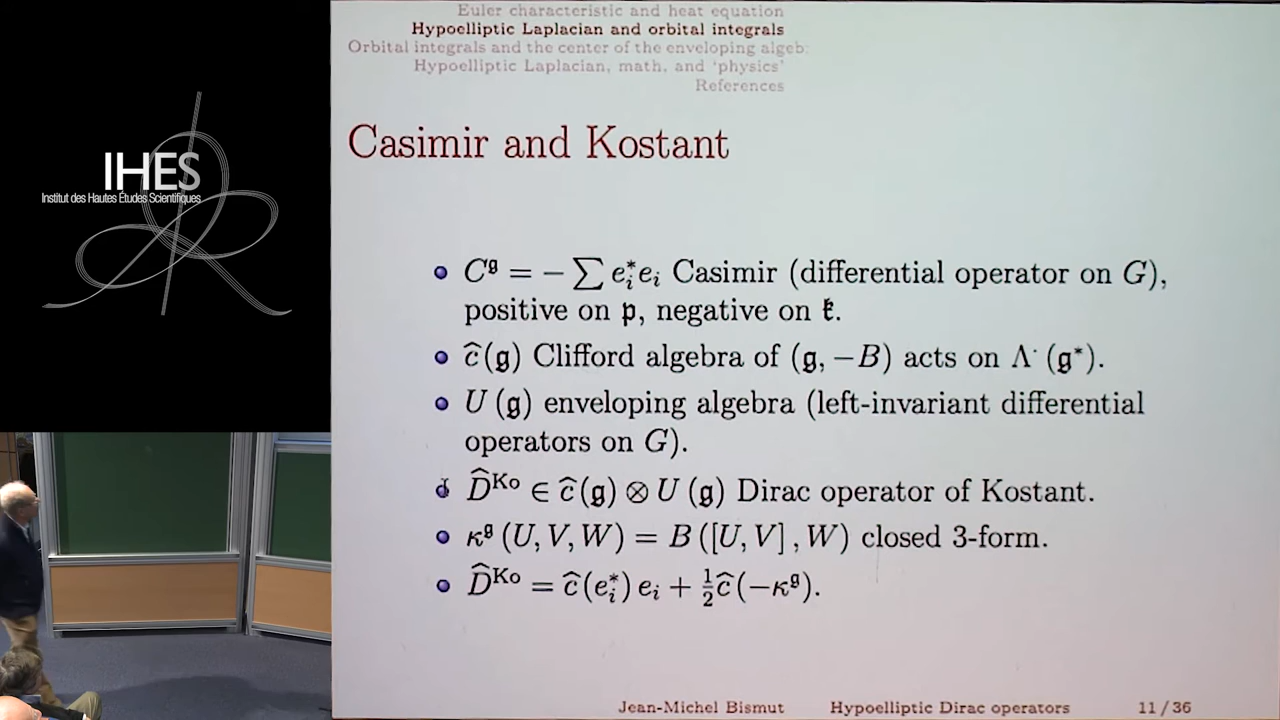 IHES
Institut des Hautes Études Scientifiques
Euler characteristic and heat equation
Hypoelliptic Laplacian and orbital integrals
Orbital integrals and the center of the enveloping algeb
Hypoelliptic Laplacian, math, and ‘physics’
References
Casimir and Kostant
C^𝔤 = − ∑ e_i^* e_i Casimir (differential operator on G),
positive on 𝔭, negative on 𝔨.
ĉ(𝔤) Clifford algebra of (𝔤, −B) acts on Λ^·(𝔤^*).
U(𝔤) enveloping algebra (left-invariant differential
operators on G).
D̂^Ko ∈ ĉ(𝔤) ⊗ U(𝔤) Dirac operator of Kostant.
κ^𝔤(U, V, W) = B([U, V], W) closed 3-form.
D̂^Ko = ĉ(e_i^*) e_i + 1/2 ĉ(−κ^𝔤).
Jean-Michel Bismut Hypoelliptic Dirac operators 11 / 36